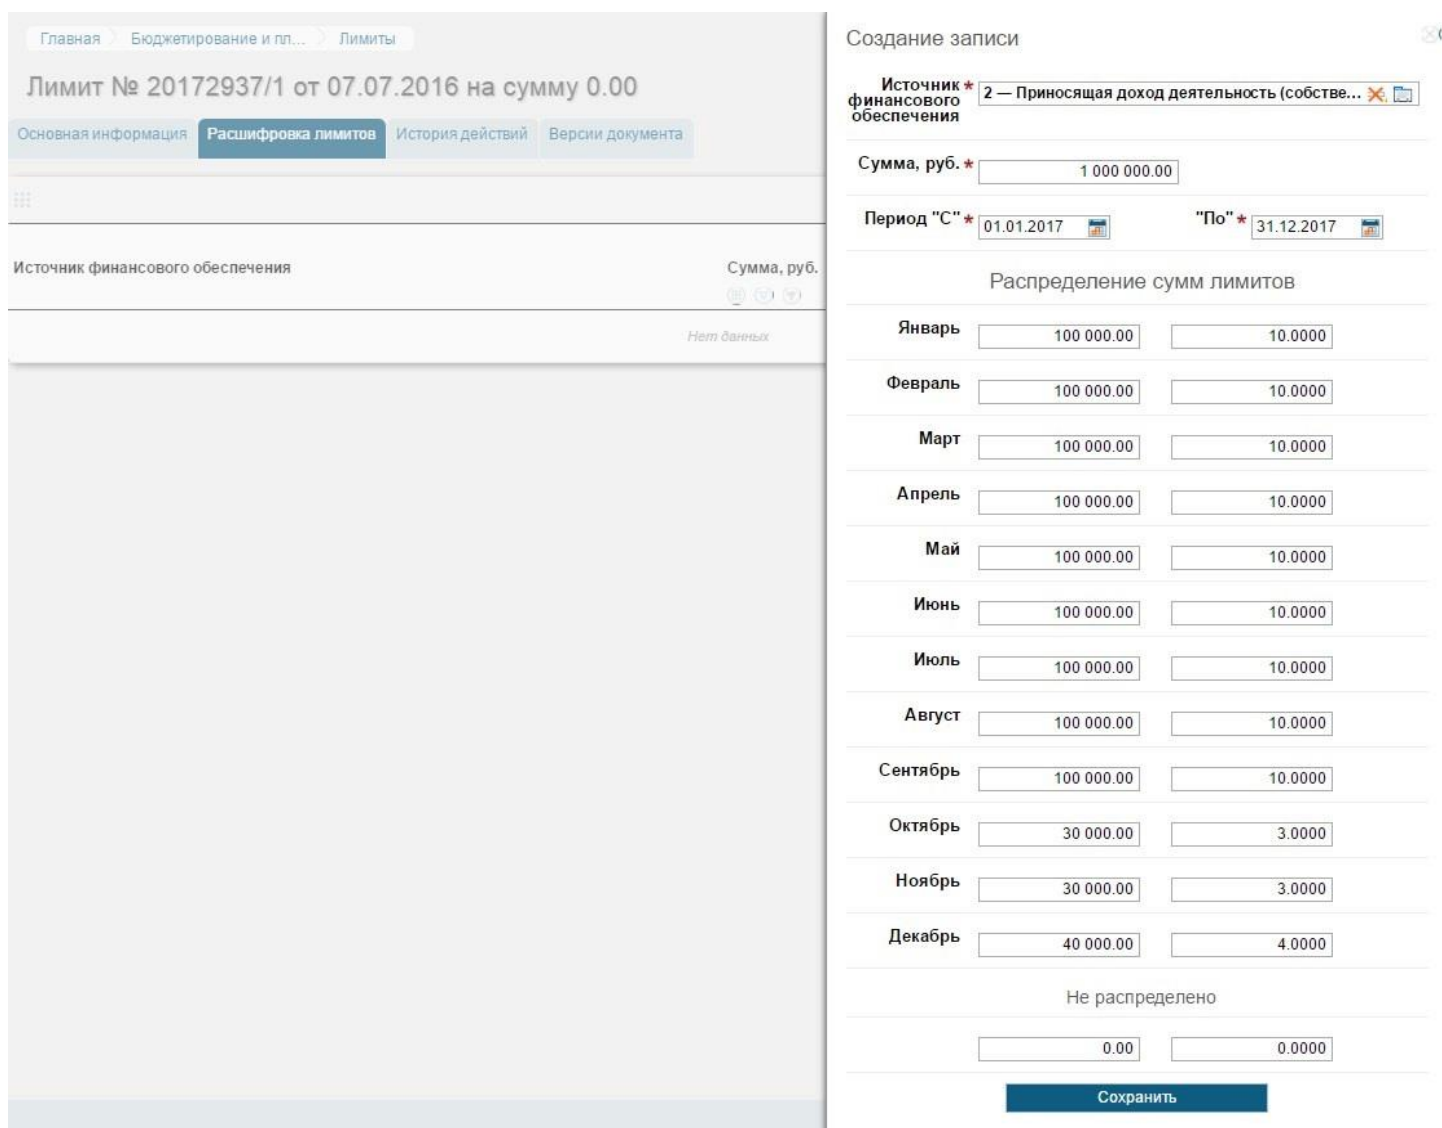 Главная
Бюджетирование и пл...
Лимиты
Лимит № 20172937/1 от 07.07.2016 на сумму 0.00
Основная информация
Расшифровка лимитов
История действий
Версии документа
Источник финансового обеспечения
Сумма, руб.
Нет данных
Создание записи
Источник *
финансового
обеспечения
2 — Приносящая доход деятельность (собстве...
Сумма, руб. * 1 000 000.00
Период "С" * 01.01.2017 "По" * 31.12.2017
Распределение сумм лимитов
Январь 100 000.00 10.0000
Февраль 100 000.00 10.0000
Март 100 000.00 10.0000
Апрель 100 000.00 10.0000
Май 100 000.00 10.0000
Июнь 100 000.00 10.0000
Июль 100 000.00 10.0000
Август 100 000.00 10.0000
Сентябрь 100 000.00 10.0000
Октябрь 30 000.00 3.0000
Ноябрь 30 000.00 3.0000
Декабрь 40 000.00 4.0000
Не распределено
0.00 0.0000
Сохранить